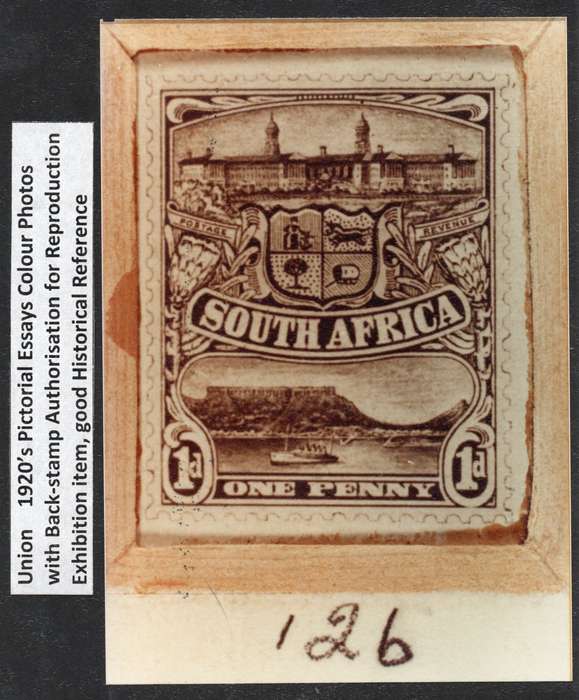 Union 1920's Pictorial Essays Colour Photos
with Back-stamp Authorisation for Reproduction
Exhibition item, good Historical Reference
POSTAGE
REVENUE
SOUTH AFRICA
1d
1d
ONE PENNY
126